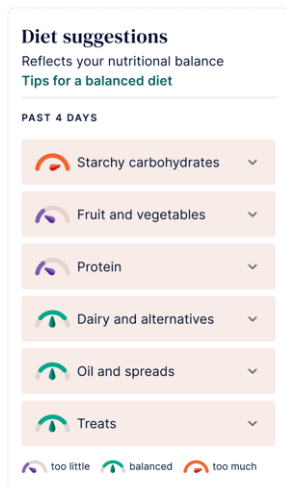 Diet suggestions
Reflects your nutritional balance
Tips for a balanced diet
PAST 4 DAYS
Starchy carbohydrates
Fruit and vegetables
Protein
Dairy and alternatives
Oil and spreads
Treats
too little balanced too much